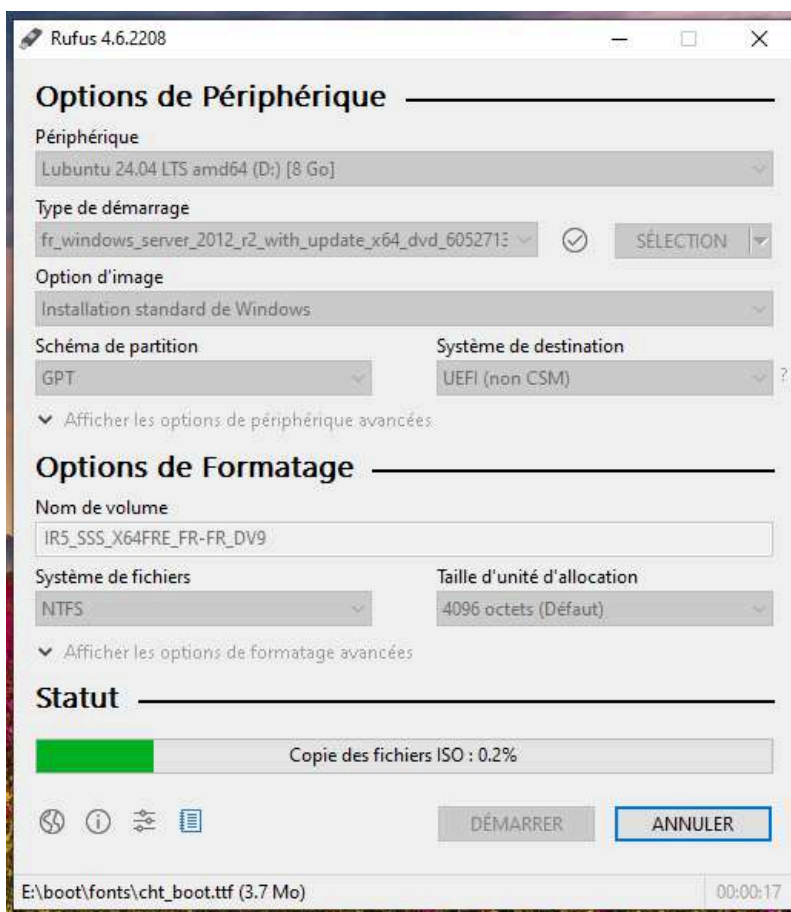 Rufus 4.6.2208
Options de Périphérique
Périphérique
Lubuntu 24.04 LTS amd64 (D:) [8 Go]
Type de démarrage
fr_windows_server_2012_r2_with_update_x64_dvd_6052713
SÉLECTION
Option d'image
Installation standard de Windows
Schéma de partition
Système de destination
GPT
UEFI (non CSM)
?
Afficher les options de périphérique avancées
Options de Formatage
Nom de volume
IR5_SSS_X64FRE_FR-FR_DV9
Système de fichiers
Taille d'unité d'allocation
NTFS
4096 octets (Défaut)
Afficher les options de formatage avancées
Statut
Copie des fichiers ISO : 0.2%
DÉMARRER
ANNULER
E:\boot\fonts\cht_boot.ttf (3.7 Mo)
00:00:17